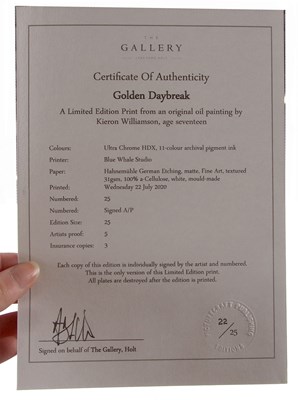 THE
GALLERY
Certificate Of Authenticity
Golden Daybreak
A Limited Edition Print from an original oil painting by
Kieron Williamson, age seventeen
Colours: Ultra Chrome HDX, 11-colour archival pigment ink
Printer: Blue Whale Studio
Paper: Hahnemühle German Etching, matte, Fine Art, textured
31gsm, 100% a-Cellulose, white, mould-made
Printed: Wednesday 22 July 2020
Numbered: 25
Numbered: Signed A/P
Edition Size: 25
Artists proof: 5
Insurance copies: 3
Each copy of this edition is individually signed by the artist and numbered.
This is the only version of this Limited Edition print.
All plates are destroyed after the edition is printed.
22
/25
Signed on behalf of The Gallery, Holt